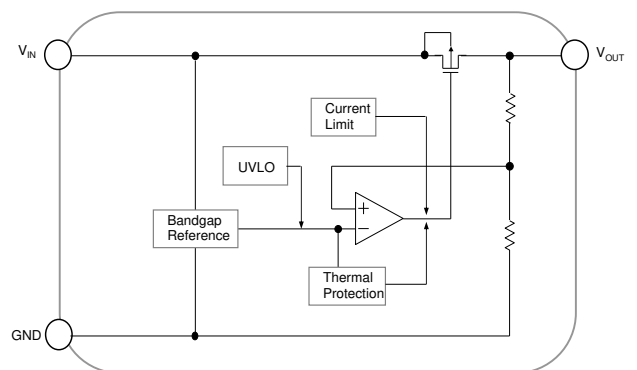 VIN
VOUT
Current
Limit
UVLO
+
−
Bandgap
Reference
Thermal
Protection
GND